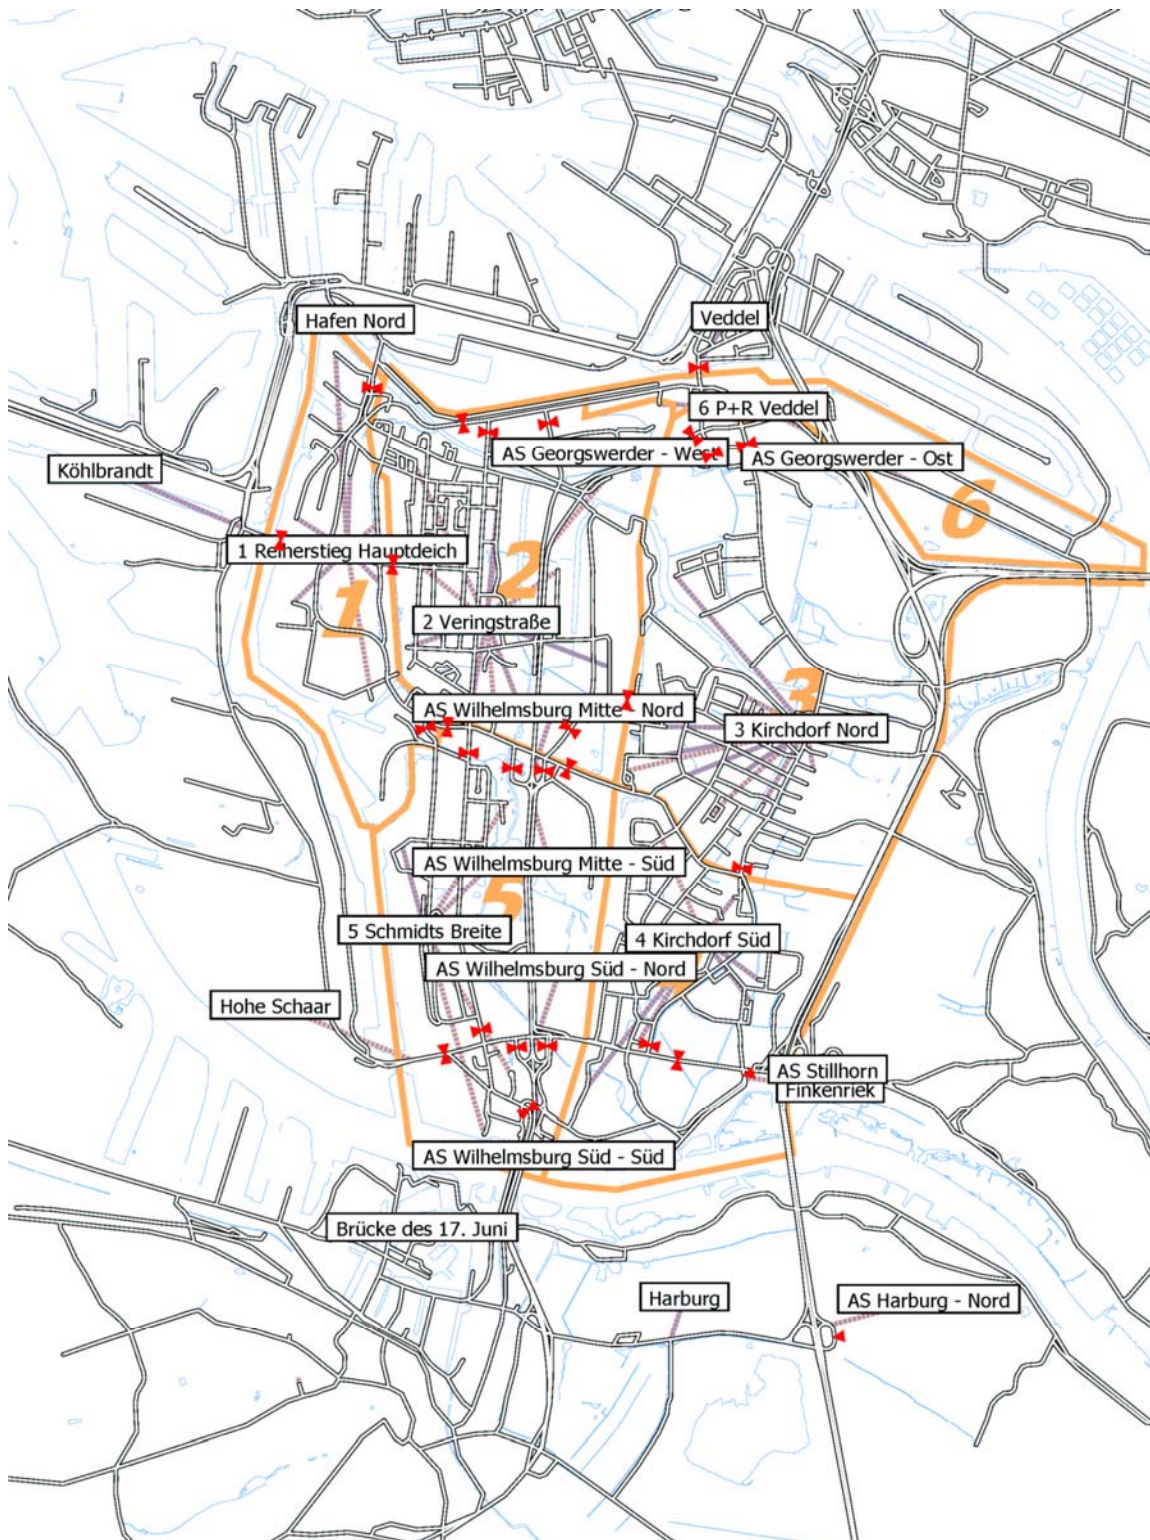 Hafen Nord
Veddel
6 P+R Veddel
AS Georgswerder - West
AS Georgswerder - Ost
Köhlbrandt
6
1 Reiherstieg Hauptdeich
2
1
2 Veringstraße
3
AS Wilhelmsburg Mitte - Nord
3 Kirchdorf Nord
AS Wilhelmsburg Mitte - Süd
5
5 Schmidts Breite
4 Kirchdorf Süd
AS Wilhelmsburg Süd - Nord
Hohe Schaar
AS Stillhorn
Finkenriek
AS Wilhelmsburg Süd - Süd
Brücke des 17. Juni
Harburg
AS Harburg - Nord